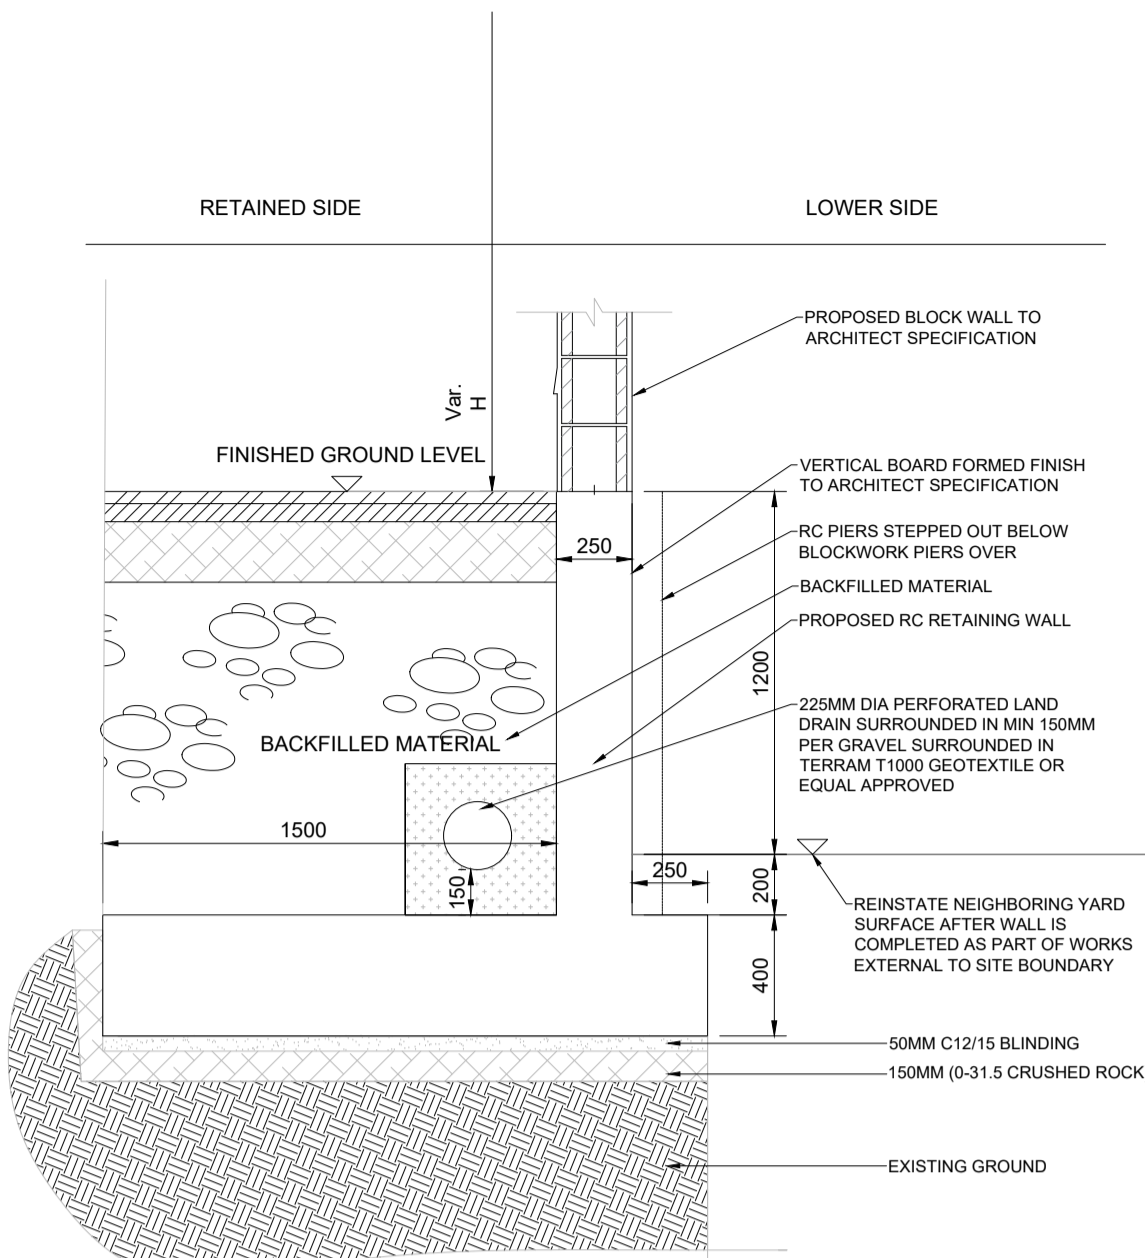 RETAINED SIDE
LOWER SIDE
PROPOSED BLOCK WALL TO
ARCHITECT SPECIFICATION
Var.
H
FINISHED GROUND LEVEL
VERTICAL BOARD FORMED FINISH
TO ARCHITECT SPECIFICATION
250
RC PIERS STEPPED OUT BELOW
BLOCKWORK PIERS OVER
BACKFILLED MATERIAL
PROPOSED RC RETAINING WALL
1200
225MM DIA PERFORATED LAND
DRAIN SURROUNDED IN MIN 150MM
PER GRAVEL SURROUNDED IN
TERRAM T1000 GEOTEXTILE OR
EQUAL APPROVED
BACKFILLED MATERIAL
1500
150
250
200
REINSTATE NEIGHBORING YARD
SURFACE AFTER WALL IS
COMPLETED AS PART OF WORKS
EXTERNAL TO SITE BOUNDARY
400
50MM C12/15 BLINDING
150MM (0-31.5 CRUSHED ROCK
EXISTING GROUND